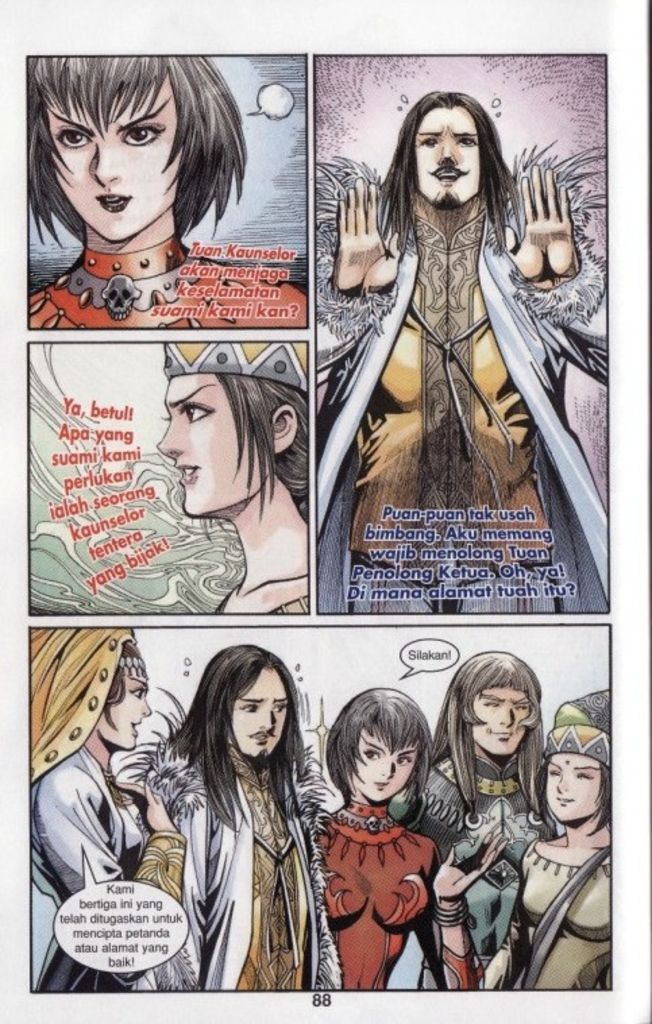 Tuan Kaunselor
akan menjaga
keselamatan
suami kami kan?
Puan-puan tak usah
bimbang. Aku memang
wajib menolong Tuan
Penolong Ketua. Oh, ya!
Di mana alamat tuah itu?
Ya, betul!
Apa yang
suami kami
perlukan
ialah seorang
kaunselor
tentera
yang bijak!
Silakan!
Kami
bertiga ini yang
telah ditugaskan untuk
mencipta petanda
atau alamat yang
baik!
88